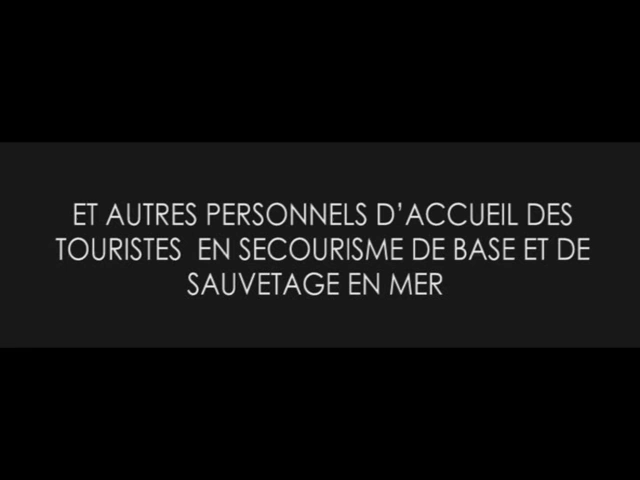 ET AUTRES PERSONNELS D’ACCUEIL DES
TOURISTES EN SECOURISME DE BASE ET DE
SAUVETAGE EN MER